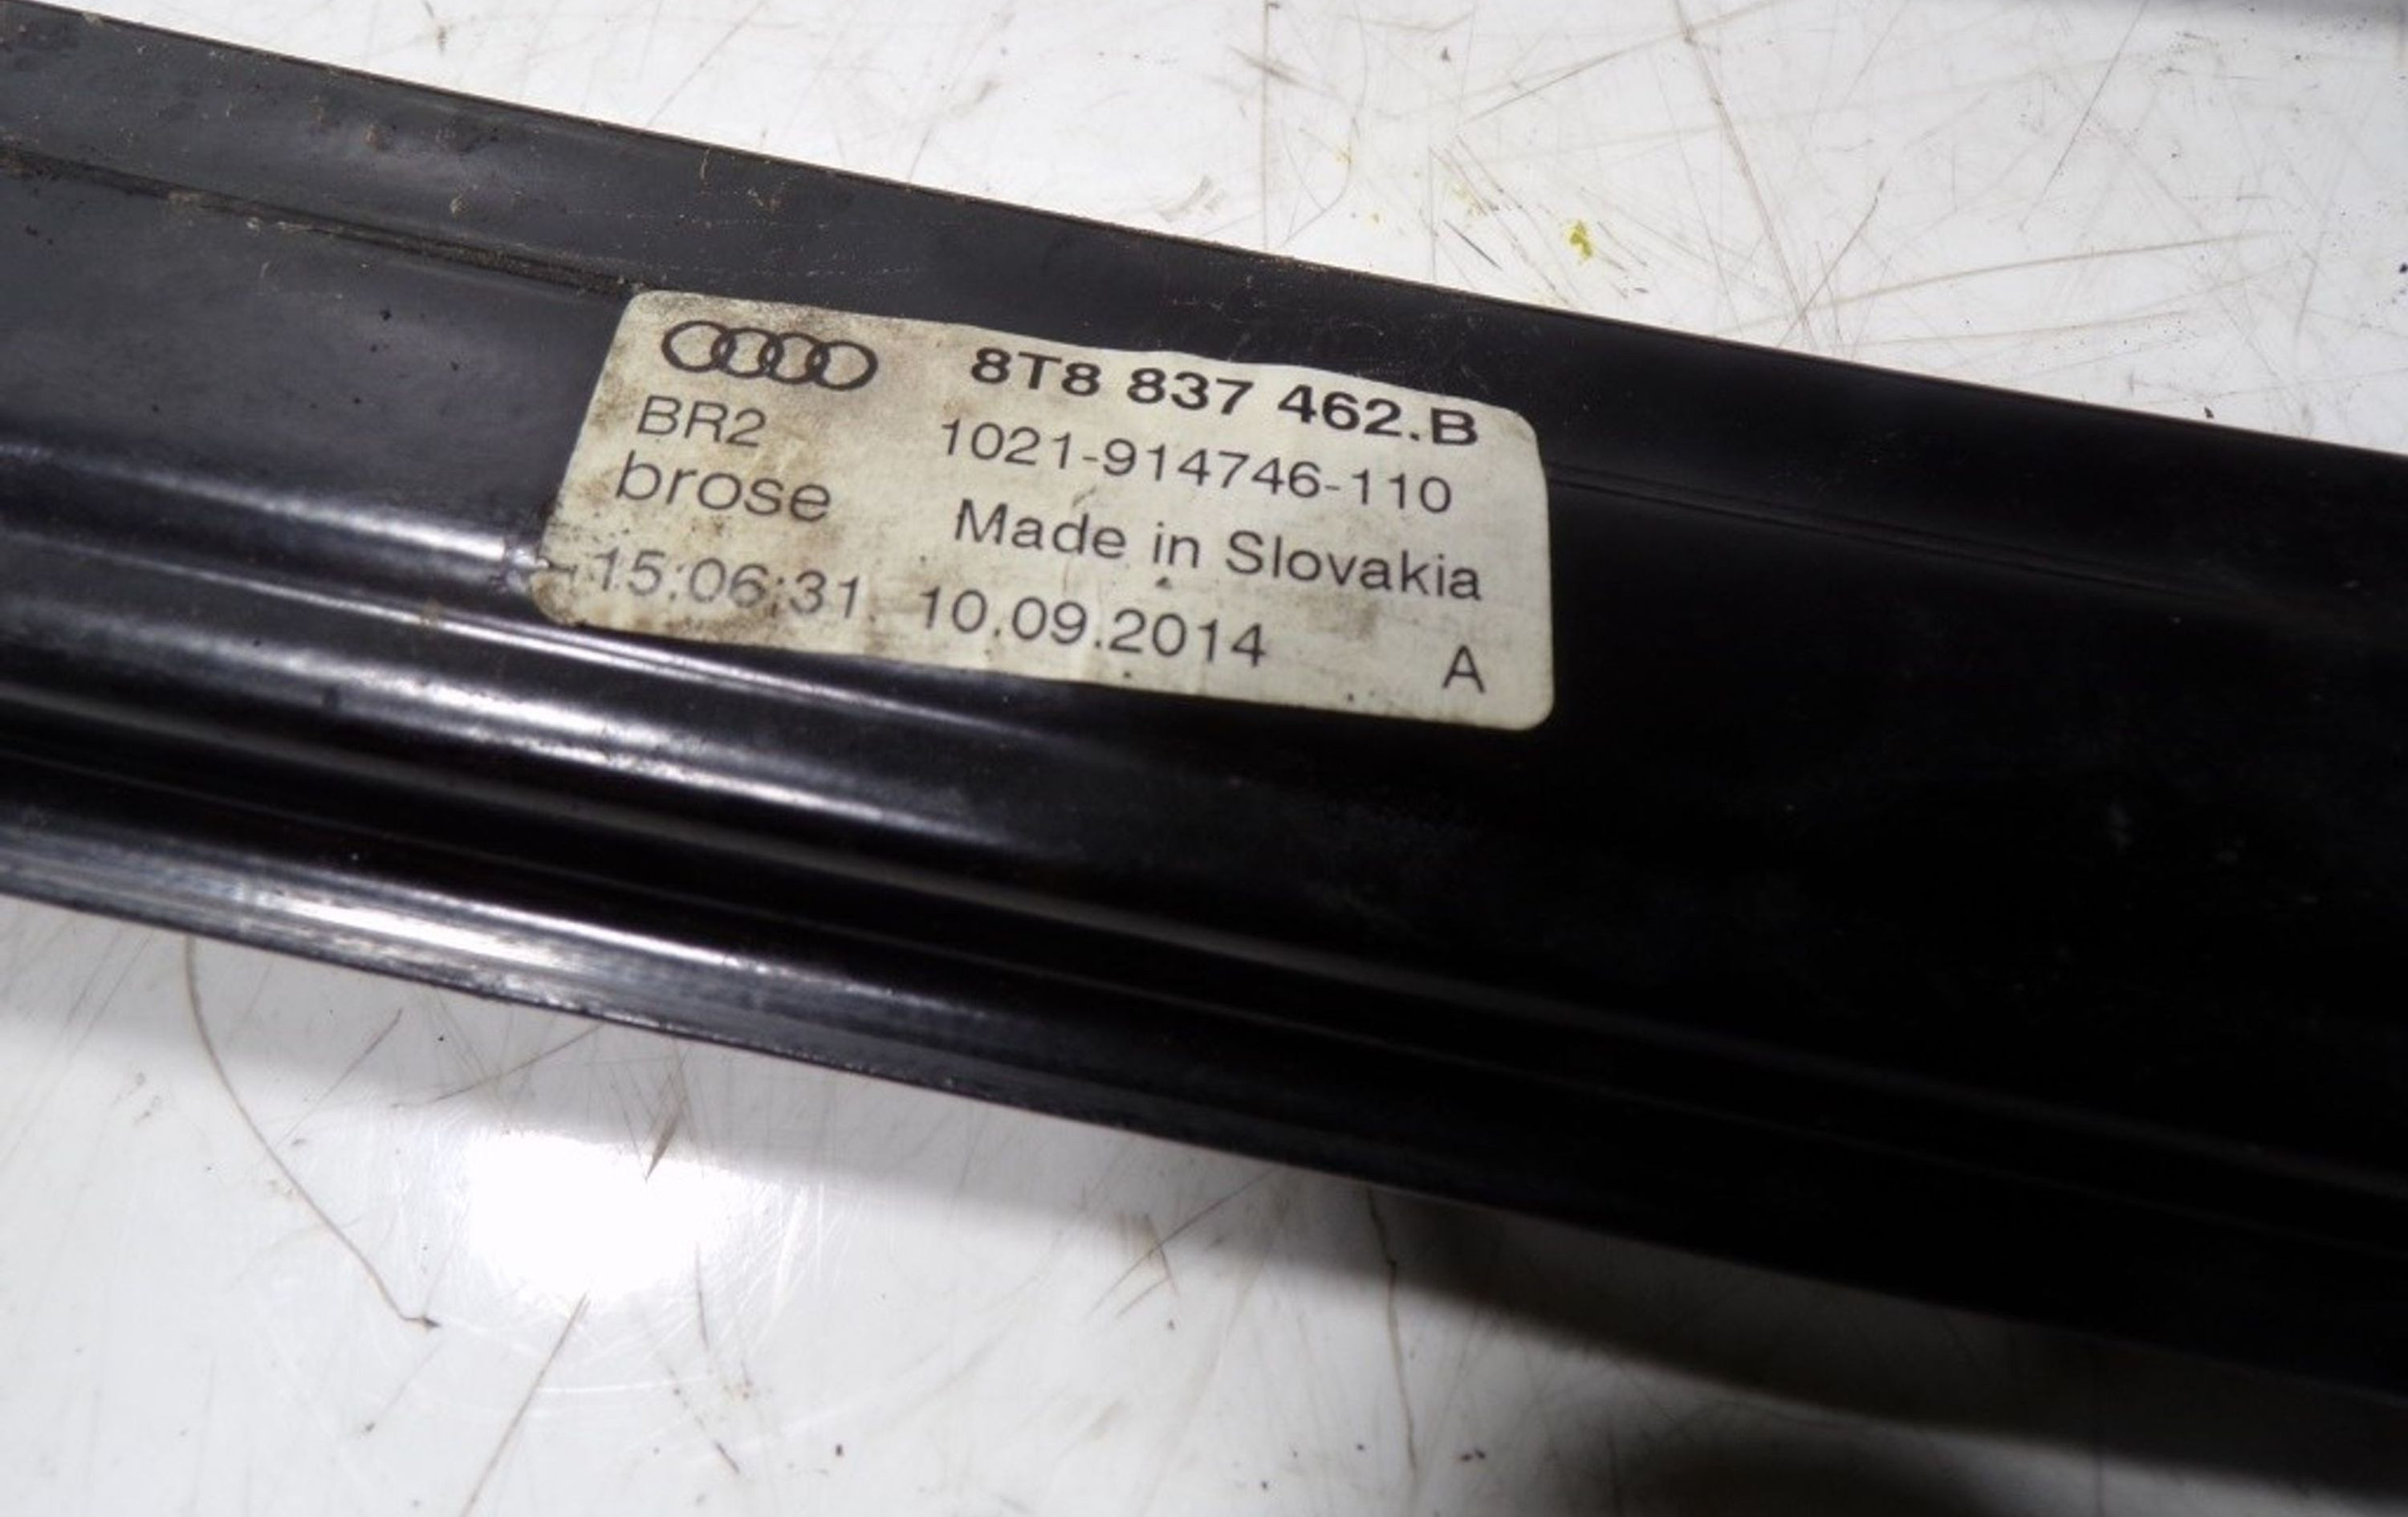 8T8 837 462.B
BR2 1021-914746-110
brose Made in Slovakia
15:06:31 10.09.2014 A